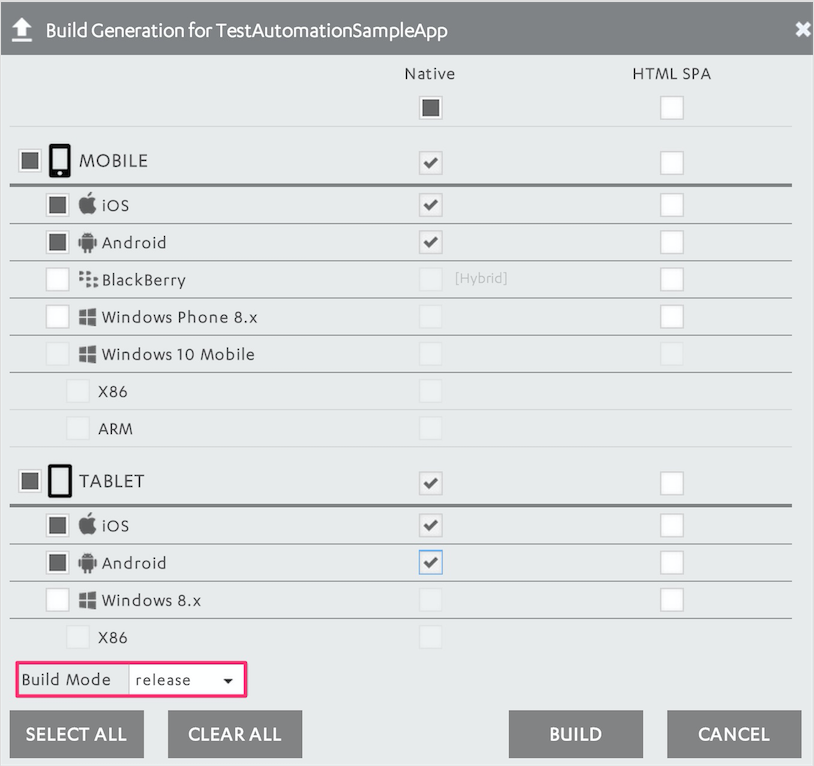 Build Generation for TestAutomationSampleApp
Native HTML SPA
MOBILE
iOS
Android
BlackBerry [Hybrid]
Windows Phone 8.x
Windows 10 Mobile
X86
ARM
TABLET
iOS
Android
Windows 8.x
X86
Build Mode release
SELECT ALL CLEAR ALL BUILD CANCEL